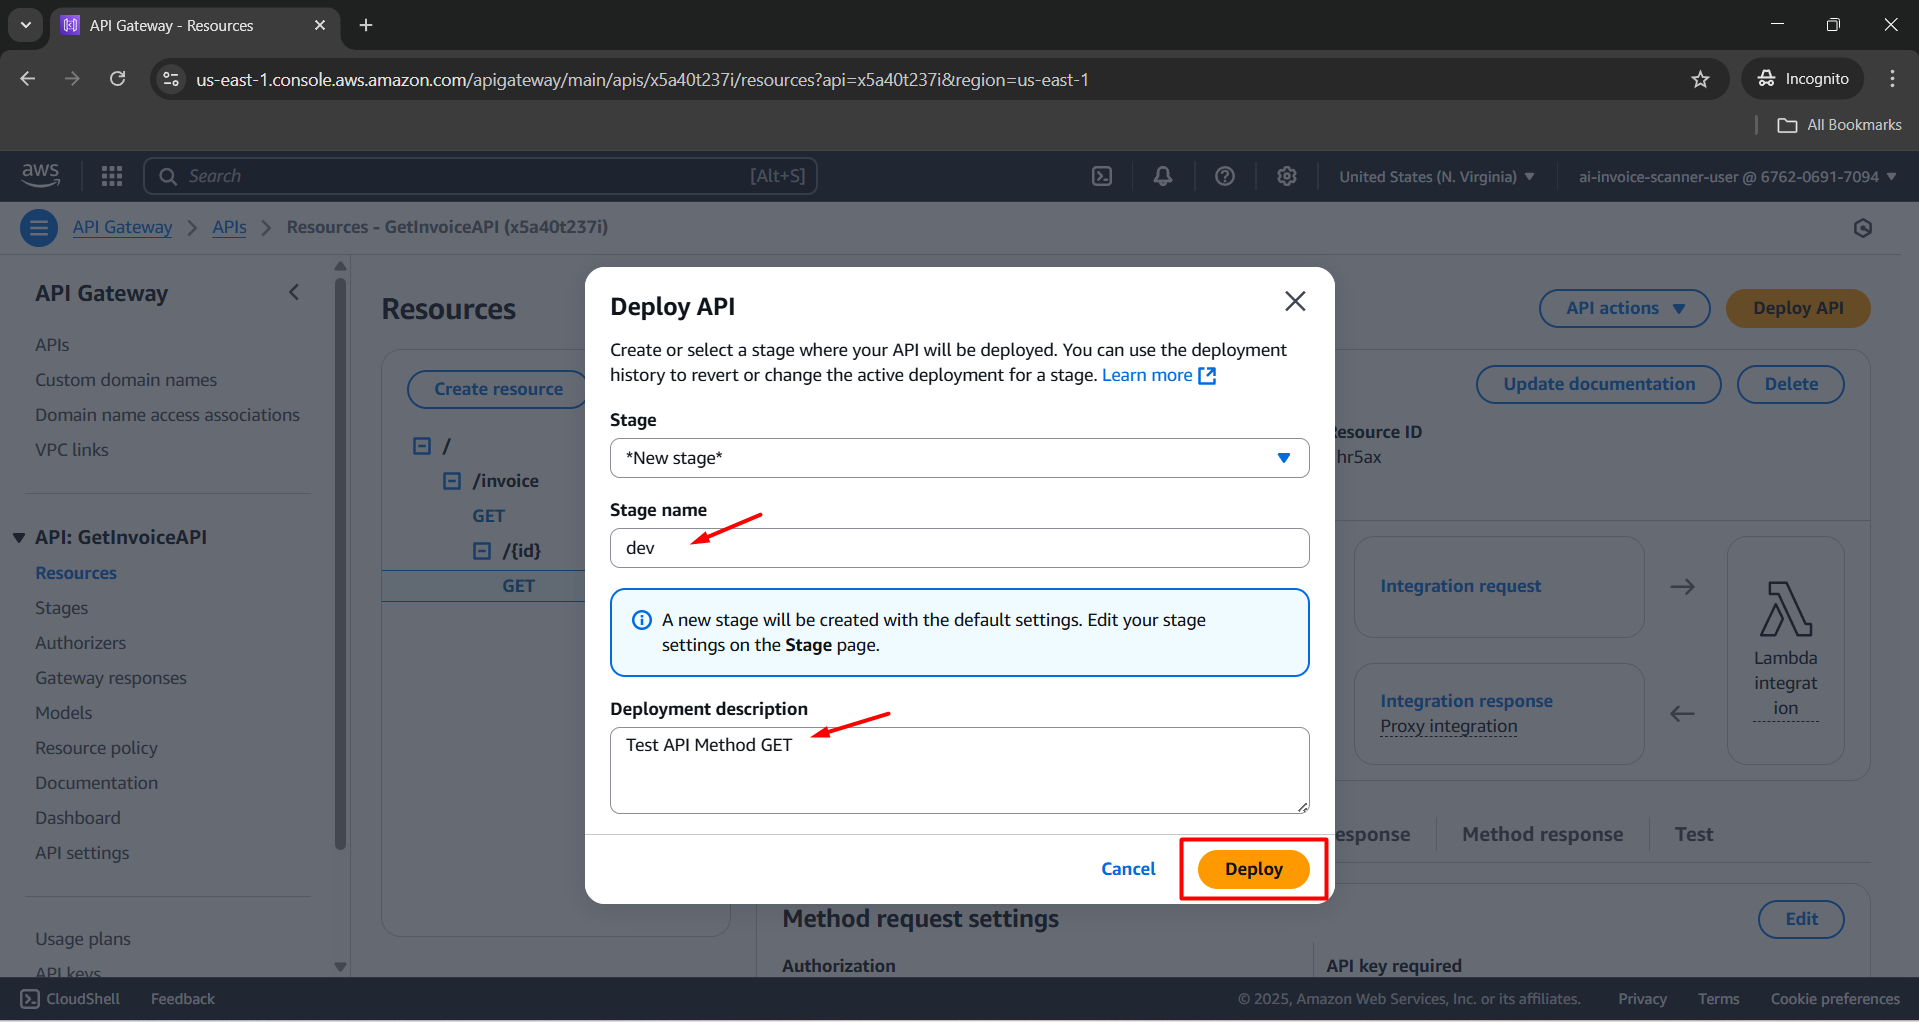 API Gateway - Resources
us-east-1.console.aws.amazon.com/apigateway/main/apis/x5a40t237i/resources?api=x5a40t237i&region=us-east-1
Incognito
All Bookmarks
aws
Search
[Alt+S]
United States (N. Virginia)
ai-invoice-scanner-user @ 6762-0691-7094
API Gateway
APIs
Resources - GetInvoiceAPI (x5a40t237i)
API Gateway
APIs
Custom domain names
Domain name access associations
VPC links
API: GetInvoiceAPI
Resources
Stages
Authorizers
Gateway responses
Models
Resource policy
Documentation
Dashboard
API settings
Usage plans
API keys
Resources
API actions
Deploy API
Create resource
/
/invoice
GET
/{id}
GET
Update documentation
Delete
esource ID
hr5ax
Deploy API
Create or select a stage where your API will be deployed. You can use the deployment
history to revert or change the active deployment for a stage. Learn more
Stage
*New stage*
Stage name
dev
A new stage will be created with the default settings. Edit your stage
settings on the Stage page.
Deployment description
Test API Method GET
Cancel
Deploy
Integration request
Integration response
Proxy integration
Lambda
integrat
ion
esponse
Method response
Test
Method request settings
Edit
Authorization
API key required
CloudShell
Feedback
© 2025, Amazon Web Services, Inc. or its affiliates.
Privacy
Terms
Cookie preferences